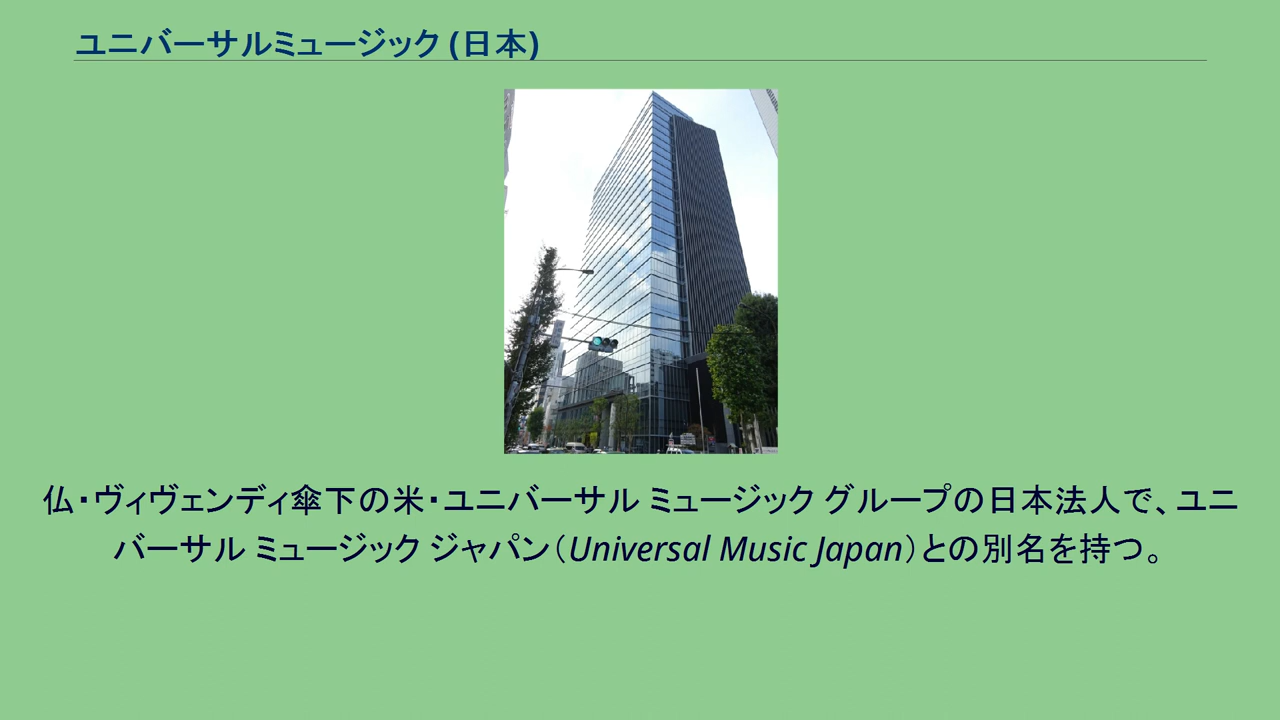 ユニバーサルミュージック (日本)
仏・ヴィヴェンディ傘下の米・ユニバーサル ミュージック グループの日本法人で、ユニ
バーサル ミュージック ジャパン（Universal Music Japan）との別名を持つ。